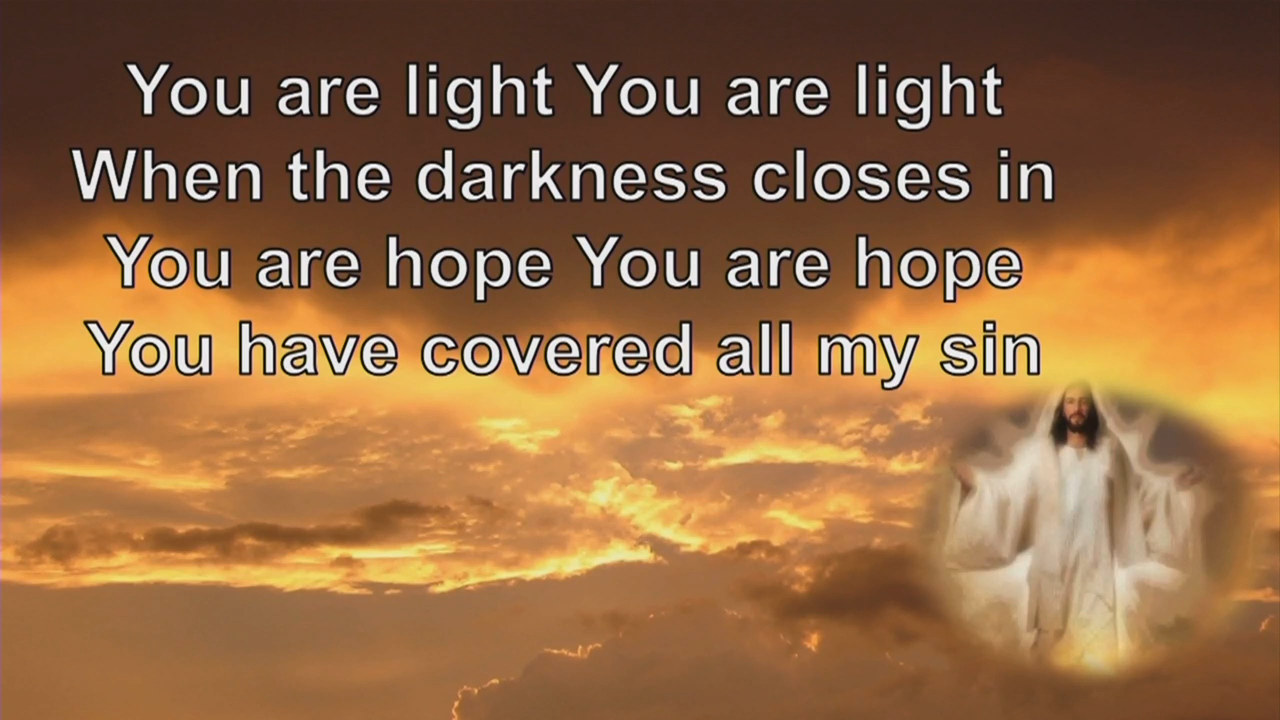 You are light You are light
When the darkness closes in
You are hope You are hope
You have covered all my sin